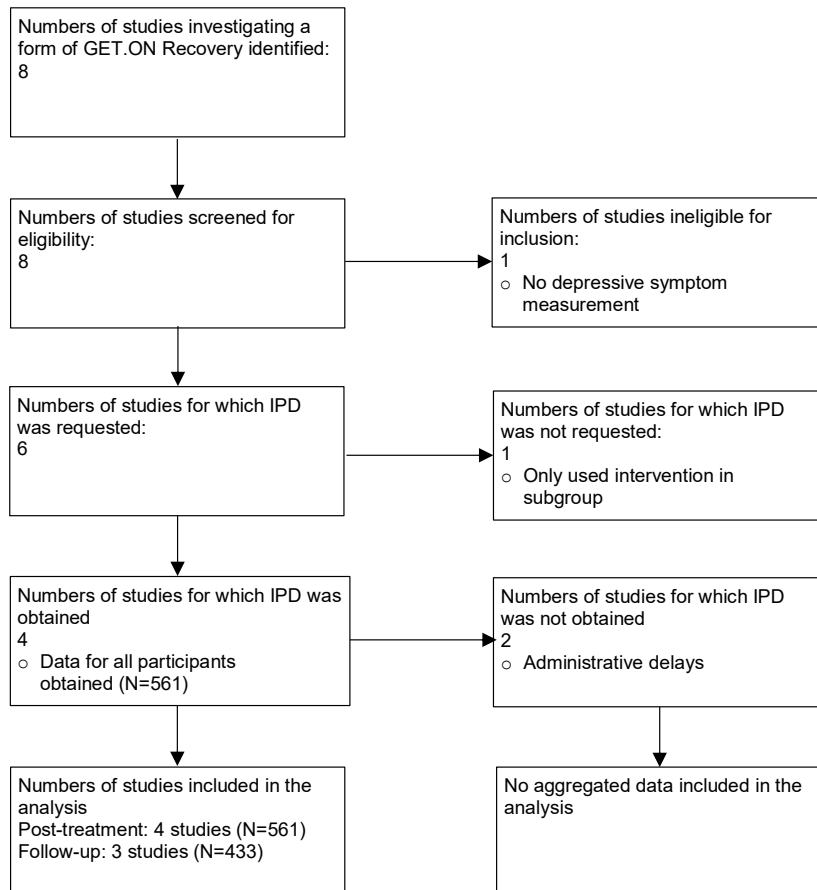 Numbers of studies investigating a
form of GET.ON Recovery identified:
8
Numbers of studies screened for
eligibility:
8
Numbers of studies ineligible for
inclusion:
1
○ No depressive symptom
measurement
Numbers of studies for which IPD
was requested:
6
Numbers of studies for which IPD
was not requested:
1
○ Only used intervention in
subgroup
Numbers of studies for which IPD was
obtained
4
○ Data for all participants
obtained (N=561)
Numbers of studies for which IPD
was not obtained
2
○ Administrative delays
Numbers of studies included in the
analysis
Post-treatment: 4 studies (N=561)
Follow-up: 3 studies (N=433)
No aggregated data included in the
analysis